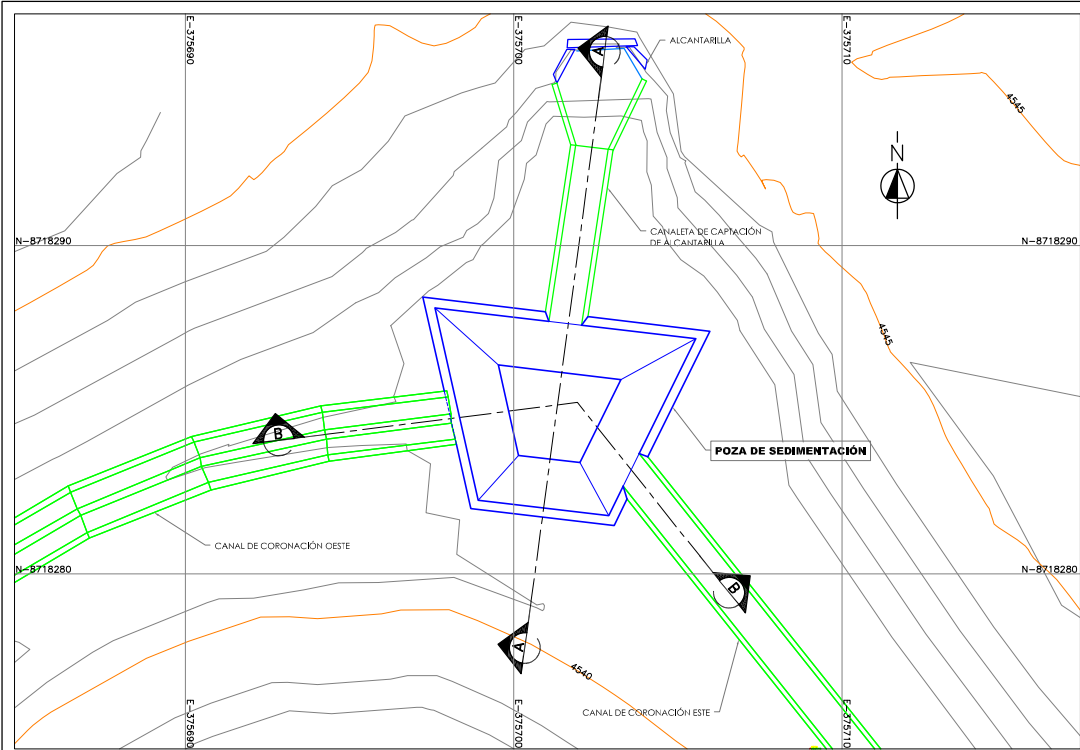 E-375690
E-375700
E-375710
A
ALCANTARILLA
4545
N
N-8718290
CANALETA DE CAPTACIÓN
DE ALCANTARILLA
N-8718290
4545
B
POZA DE SEDIMENTACIÓN
CANAL DE CORONACIÓN OESTE
N-8718280
N-8718280
B
A
4540
CANAL DE CORONACIÓN ESTE
E-375690
E-375700
E-375710